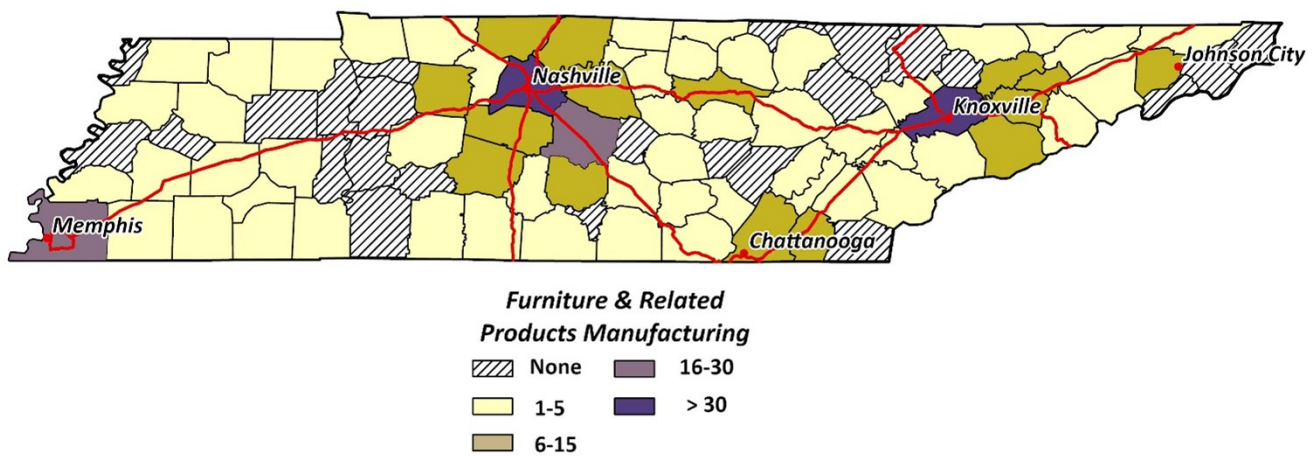 Nashville
Johnson City
Knoxville
Memphis
Chattanooga
Furniture & Related
Products Manufacturing
None
16-30
1-5
> 30
6-15